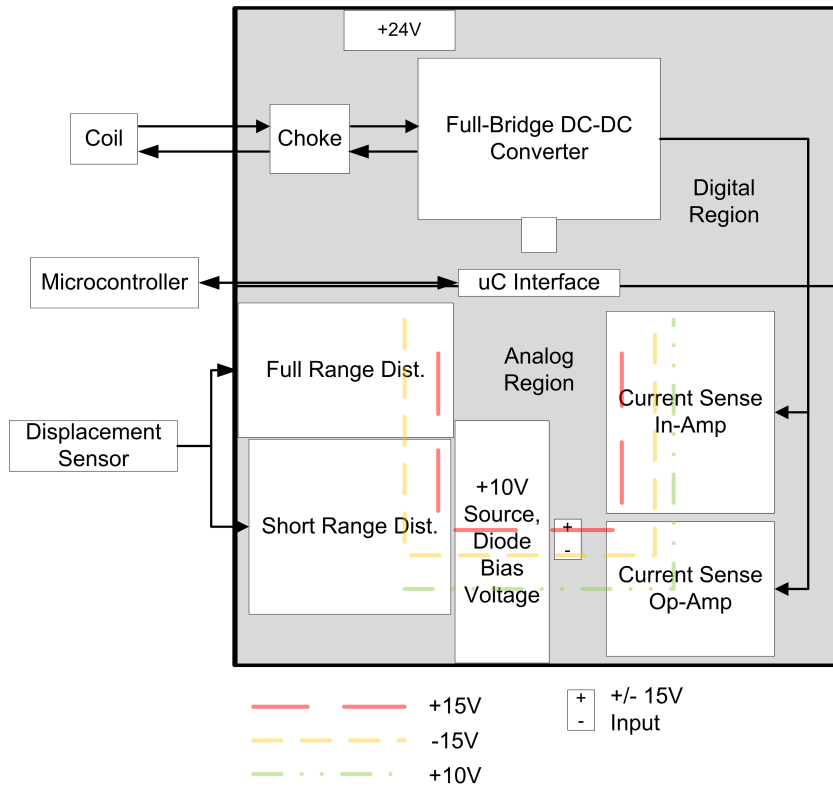 +24V
Full-Bridge DC-DC
Converter
Coil
Choke
Digital
Region
Microcontroller
uC Interface
Full Range Dist.
Analog
Region
Current Sense
In-Amp
Displacement
Sensor
Short Range Dist.
+10V
Source,
Diode
Bias
Voltage
+
-
Current Sense
Op-Amp
+15V
-15V
+10V
+
-
+/- 15V
Input